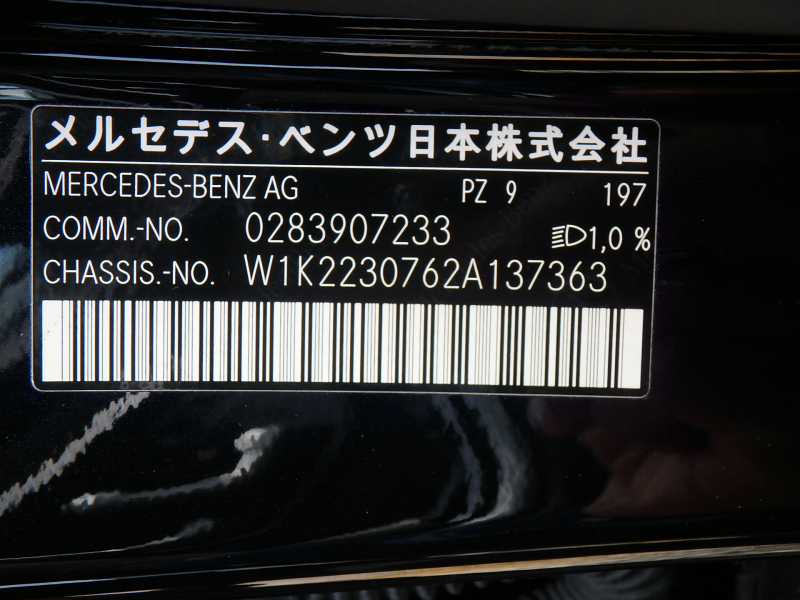 メルセデス・ベンツ日本株式会社
MERCEDES-BENZ AG PZ 9 197
COMM.-NO. 0283907233 1,0 %
CHASSIS.-NO. W1K2230762A137363